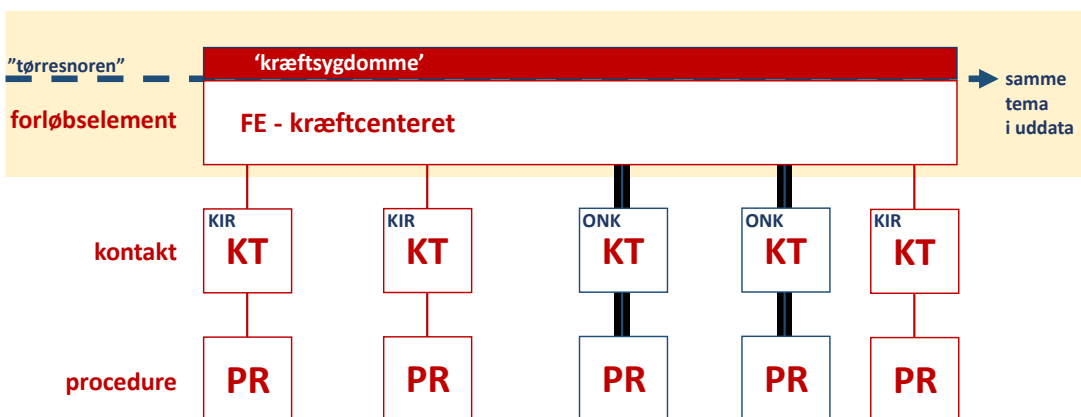 "tørresnoren"
'kræftsygdomme'
samme
tema
i uddata
forløbselement
FE - kræftcenteret
KIR
KIR
ONK
ONK
KIR
kontakt
KT
KT
KT
KT
KT
procedure
PR
PR
PR
PR
PR